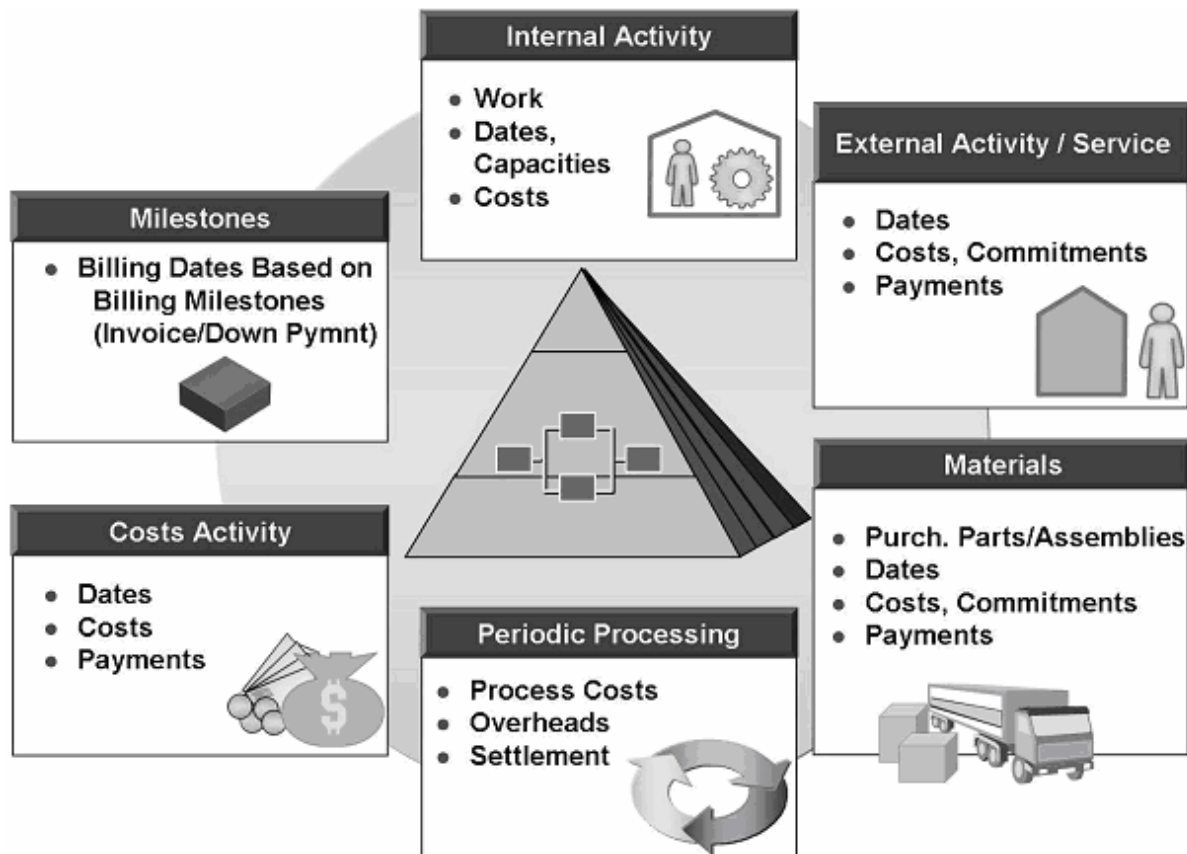 Internal Activity
Work
Dates,
Capacities
Costs
External Activity / Service
Dates
Costs, Commitments
Payments
Milestones
Billing Dates Based on
Billing Milestones
(Invoice/Down Pymnt)
Materials
Purch. Parts/Assemblies
Dates
Costs, Commitments
Payments
Costs Activity
Dates
Costs
Payments
$
Periodic Processing
Process Costs
Overheads
Settlement